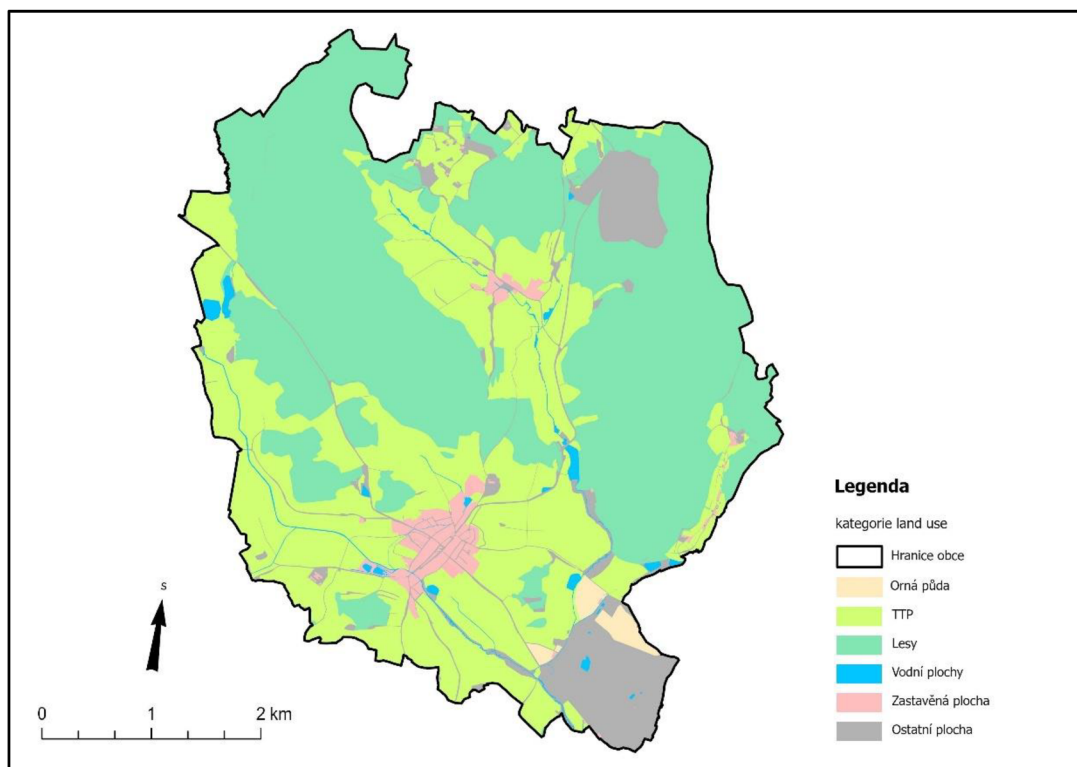 Legenda
kategorie land use
Hranice obce
Orná půda
TTP
Lesy
Vodní plochy
Zastavěná plocha
Ostatní plocha
S
0 1 2 km